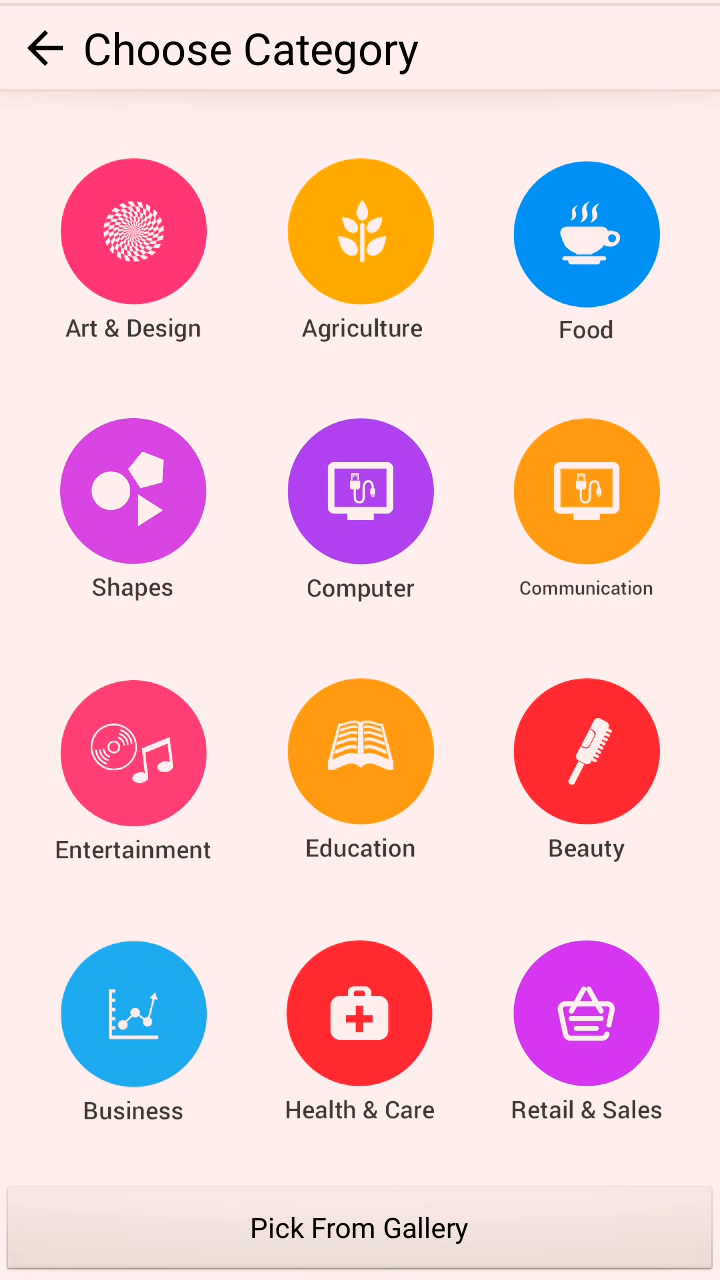 Choose Category
Art & Design
Agriculture
Food
Shapes
Computer
Communication
Entertainment
Education
Beauty
Business
Health & Care
Retail & Sales
Pick From Gallery